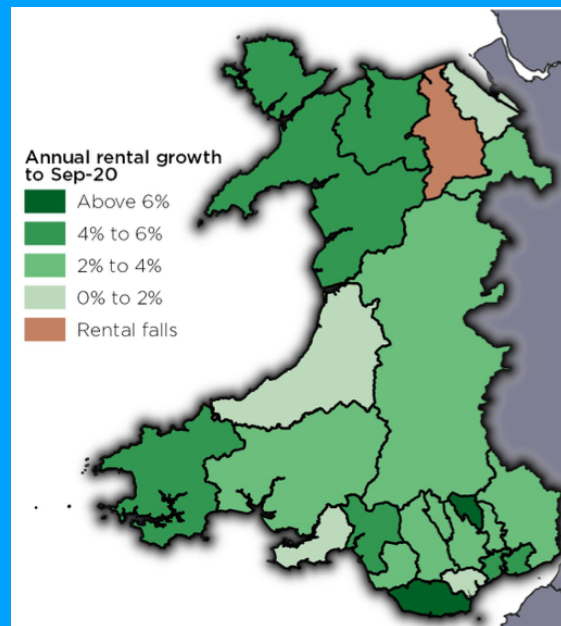 Annual rental growth
to Sep-20
Above 6%
4% to 6%
2% to 4%
0% to 2%
Rental falls